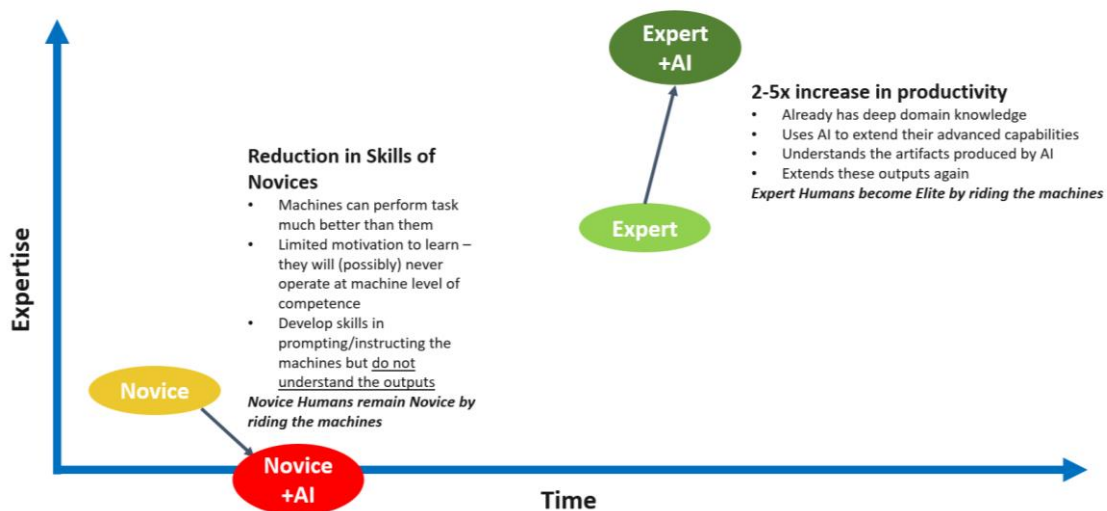 Expert
+AI
2-5x increase in productivity
• Already has deep domain knowledge
• Uses AI to extend their advanced capabilities
• Understands the artifacts produced by AI
• Extends these outputs again
Expert Humans become Elite by riding the machines
Reduction in Skills of
Novices
• Machines can perform task
much better than them
• Limited motivation to learn –
they will (possibly) never
operate at machine level of
competence
• Develop skills in
prompting/instructing the
machines but do not
understand the outputs
Novice Humans remain Novice by
riding the machines
Expert
Expertise
Novice
Novice
+AI
Time